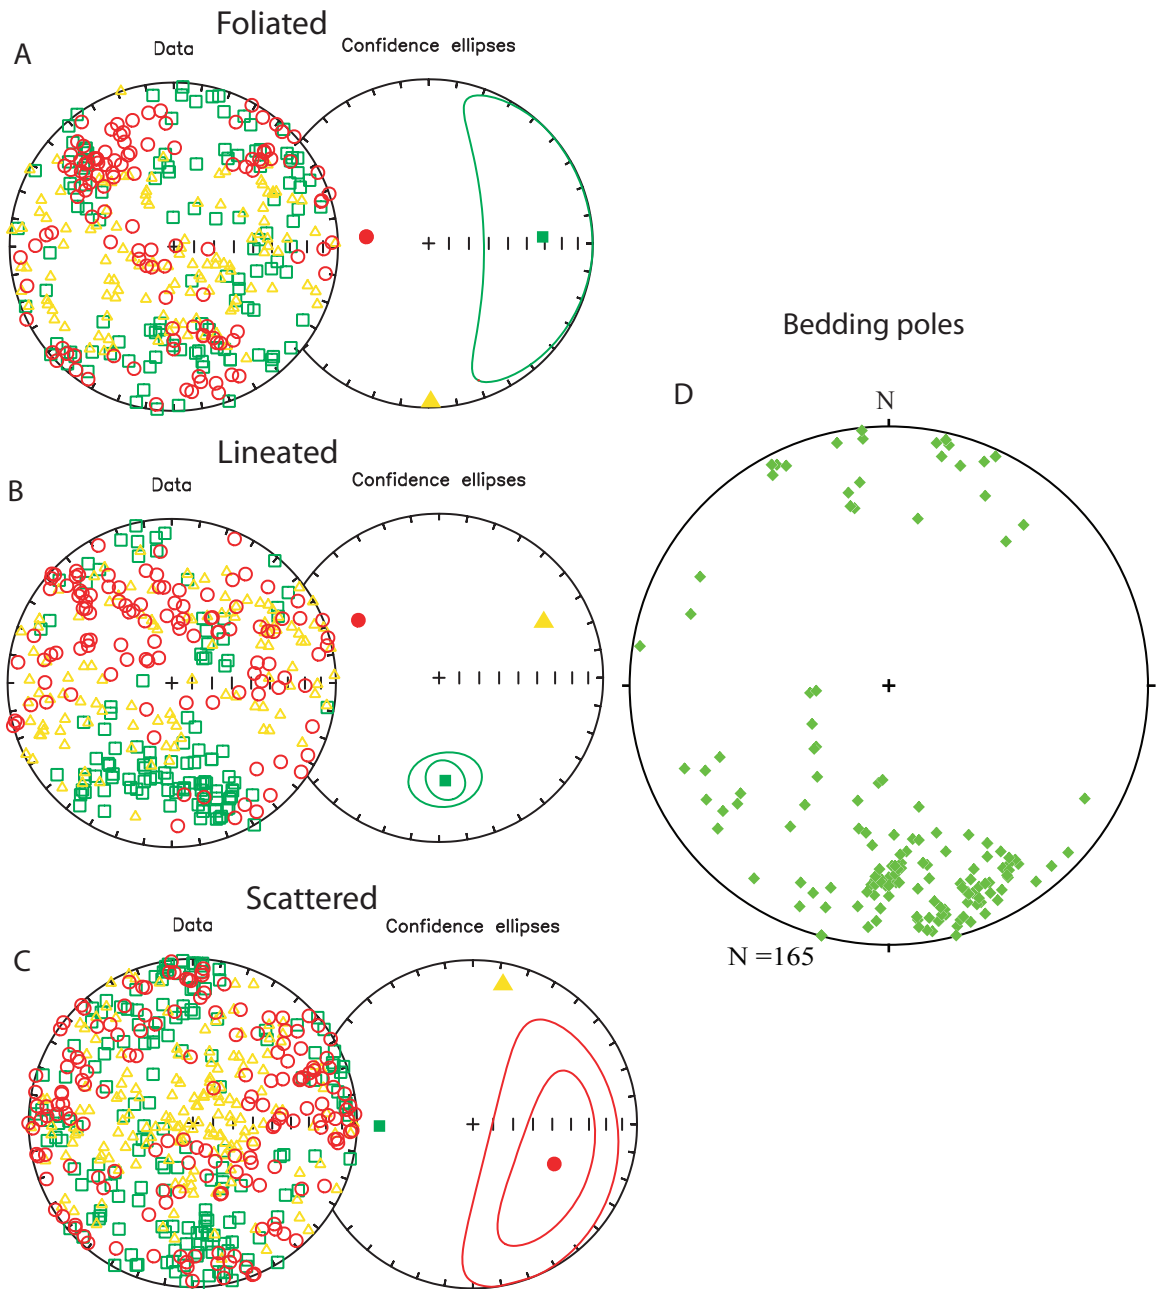 Foliated
A
Data
Confidence ellipses
Bedding poles
D
N
Lineated
B
Data
Confidence ellipses
Scattered
N =165
C
Data
Confidence ellipses